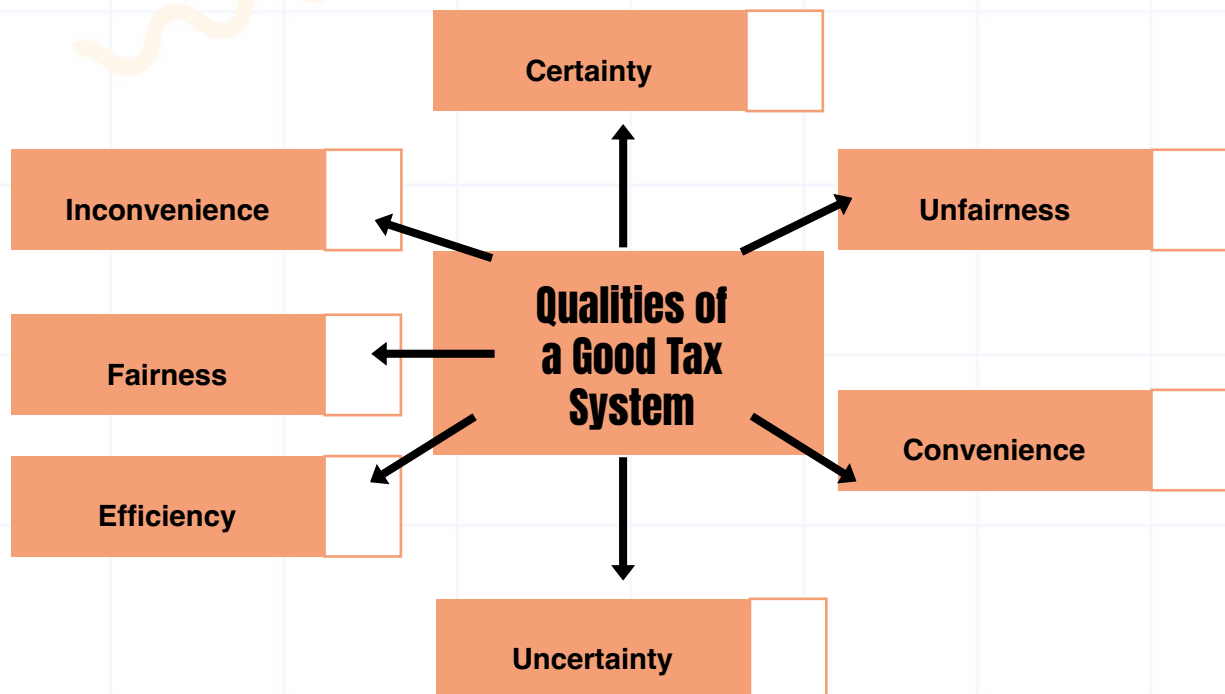 Certainty
Inconvenience
Unfairness
Qualities of
a Good Tax
System
Fairness
Convenience
Efficiency
Uncertainty